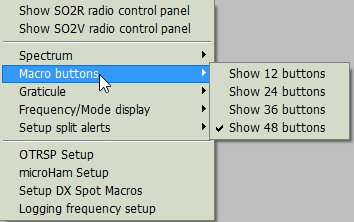 Show SO2R radio control panel
Show SO2V radio control panel
Spectrum
Macro buttons
Graticule
Frequency/Mode display
Setup split alerts
OTRSP Setup
microHam Setup
Setup DX Spot Macros
Logging frequency setup
Show 12 buttons
Show 24 buttons
Show 36 buttons
Show 48 buttons